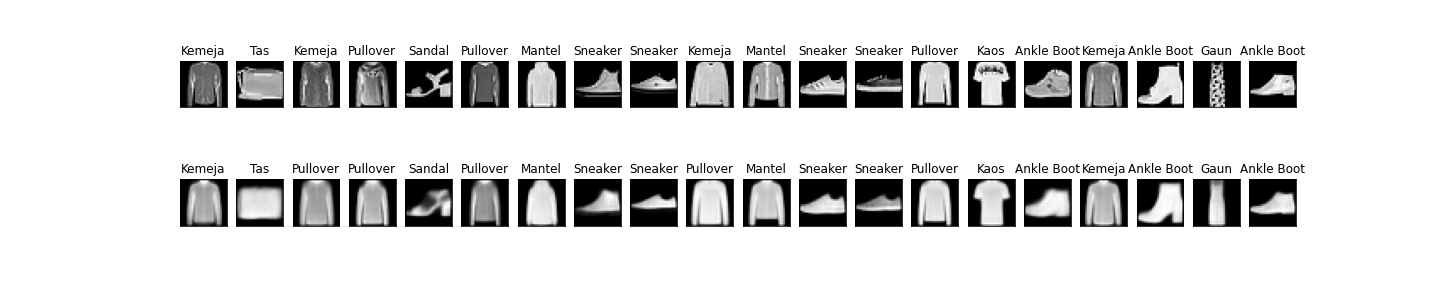 Kemeja Tas Kemeja Pullover Sandal Pullover Mantel Sneaker Sneaker Kemeja Mantel Sneaker Sneaker Pullover Kaos Ankle Boot Kemeja Ankle Boot Gaun Ankle Boot
Kemeja Tas Pullover Pullover Sandal Pullover Mantel Sneaker Sneaker Pullover Mantel Sneaker Sneaker Pullover Kaos Ankle Boot Kemeja Ankle Boot Gaun Ankle Boot